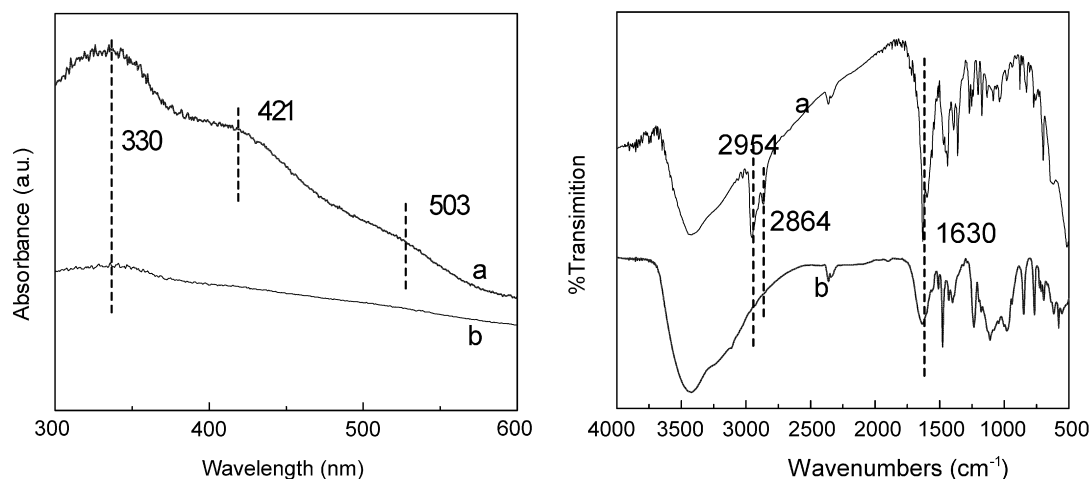 Absorbance (a.u.)
330
421
503
a
b
300
400
500
600
Wavelength (nm)
%Transimition
a
2954
2864
1630
b
4000
3500
3000
2500
2000
1500
1000
500
Wavenumbers (cm⁻¹)